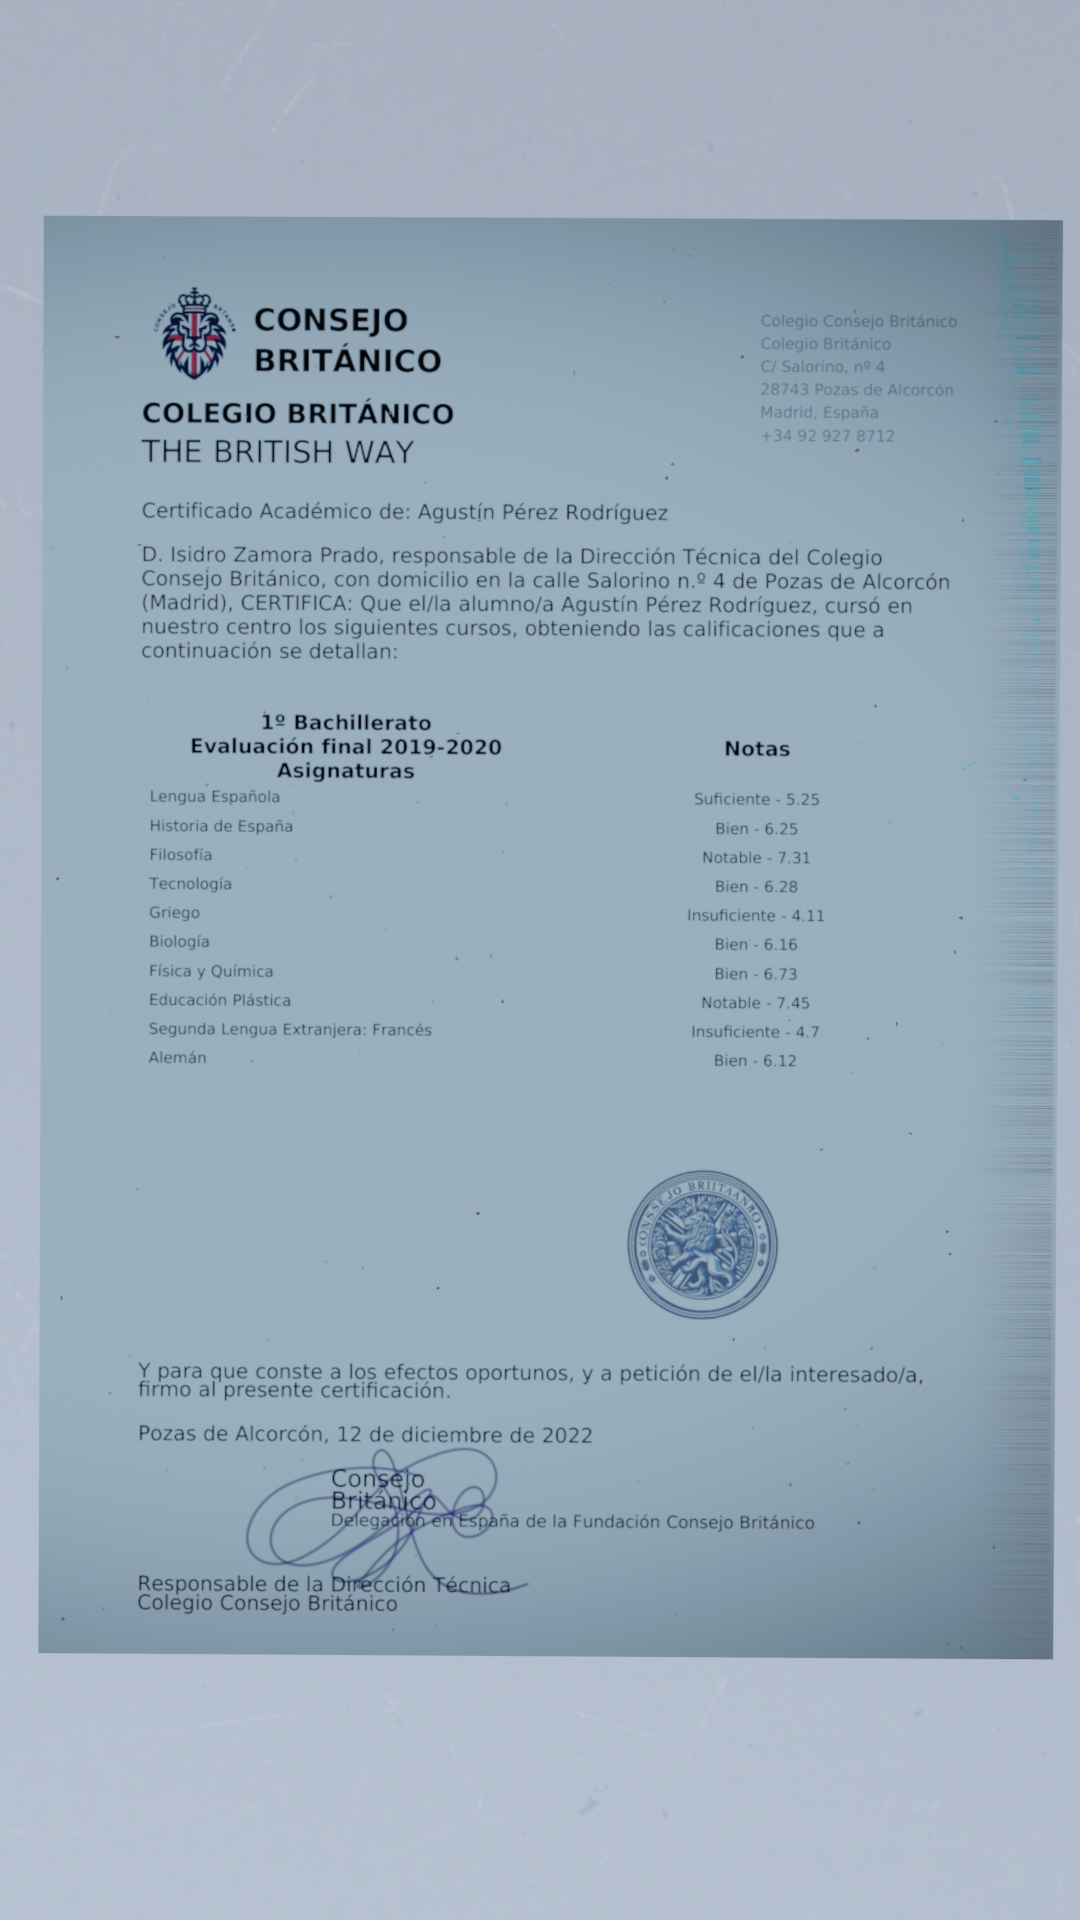 CONSEJO
BRITÁNICO
COLEGIO BRITÁNICO
THE BRITISH WAY
Colegio Consejo Británico
Colegio Británico
C/ Salorino, nº 4
28743 Pozas de Alcorcón
Madrid, España
+34 92 927 8712
Certificado Académico de: Agustín Pérez Rodríguez
D. Isidro Zamora Prado, responsable de la Dirección Técnica del Colegio
Consejo Británico, con domicilio en la calle Salorino n.º 4 de Pozas de Alcorcón
(Madrid), CERTIFICA: Que el/la alumno/a Agustín Pérez Rodríguez, cursó en
nuestro centro los siguientes cursos, obteniendo las calificaciones que a
continuación se detallan:
1º Bachillerato
Evaluación final 2019-2020
Asignaturas
Notas
Lengua Española Suficiente - 5.25
Historia de España Bien - 6.25
Filosofía Notable - 7.31
Tecnología Bien - 6.28
Griego Insuficiente - 4.11
Biología Bien - 6.16
Física y Química Bien - 6.73
Educación Plástica Notable - 7.45
Segunda Lengua Extranjera: Francés Insuficiente - 4.7
Alemán Bien - 6.12
Y para que conste a los efectos oportunos, y a petición de el/la interesado/a,
firmo al presente certificación.
Pozas de Alcorcón, 12 de diciembre de 2022
Consejo
Británico
Delegación en España de la Fundación Consejo Británico
Responsable de la Dirección Técnica
Colegio Consejo Británico